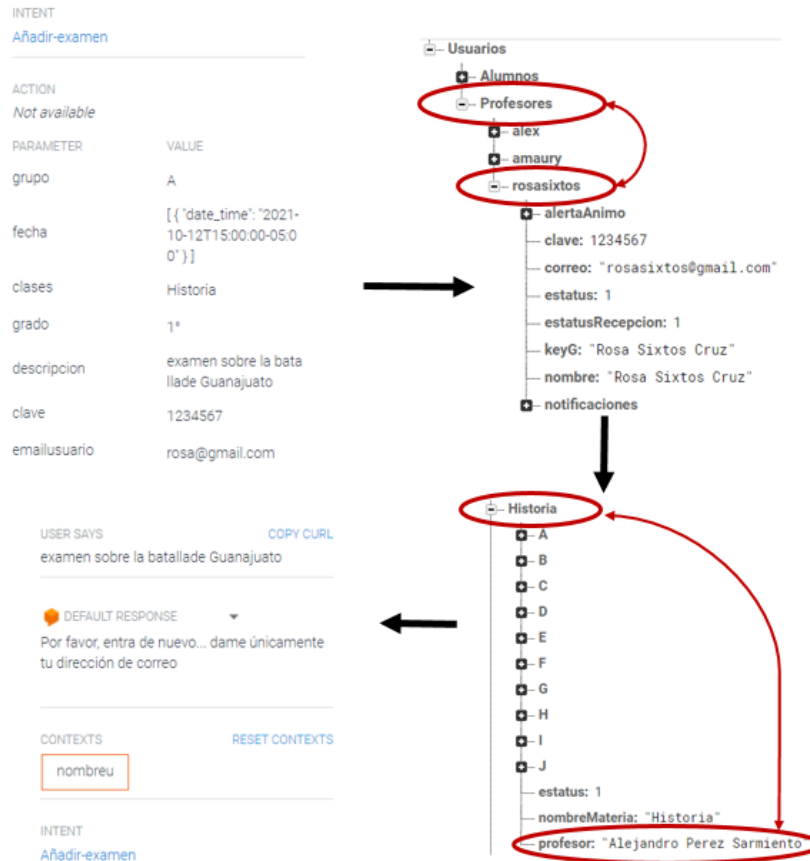 INTENT
Añadir-examen
ACTION
Not available
PARAMETER VALUE
grupo A
fecha [ { "date_time": "2021-
10-12T15:00:00-05:0
0" } ]
clases Historia
grado 1°
descripcion examen sobre la bata
llade Guanajuato
clave 1234567
emailusuario rosa@gmail.com
Usuarios
Alumnos
Profesores
alex
amaury
rosasixtos
alertaAnimo
clave: 1234567
correo: "rosasixtos@gmail.com"
estatus: 1
estatusRecepcion: 1
keyG: "Rosa Sixtos Cruz"
nombre: "Rosa Sixtos Cruz"
notificaciones
Historia
A
B
C
D
E
F
G
H
I
J
estatus: 1
nombreMateria: "Historia"
profesor: "Alejandro Perez Sarmiento
USER SAYS COPY CURL
examen sobre la batallade Guanajuato
DEFAULT RESPONSE
Por favor, entra de nuevo... dame únicamente
tu dirección de correo
CONTEXTS RESET CONTEXTS
nombreu
INTENT
Añadir-examen